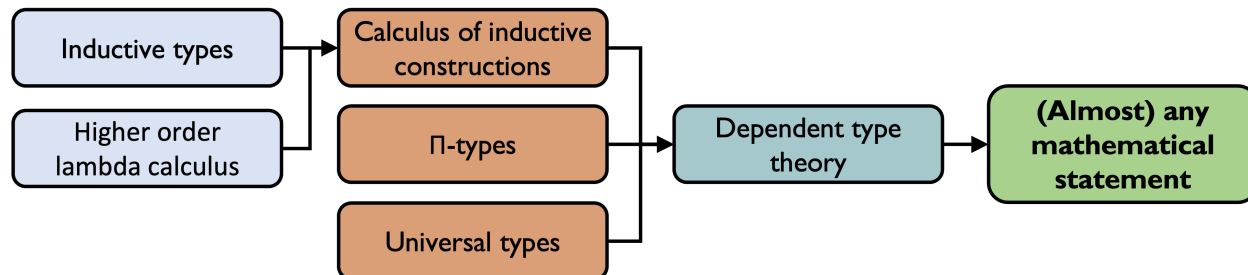 Inductive types
Higher order
lambda calculus
Calculus of inductive
constructions
Π-types
Universal types
Dependent type
theory
(Almost) any
mathematical
statement